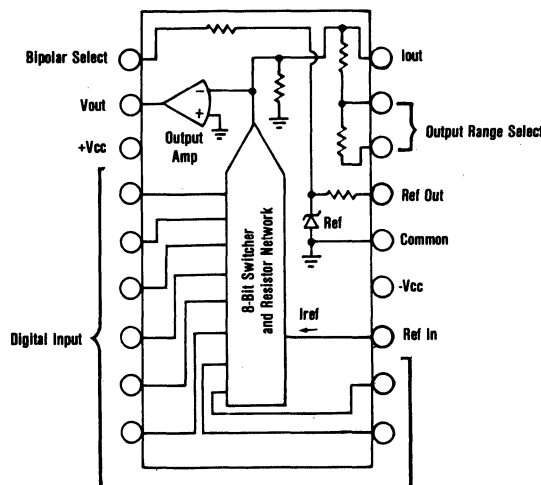 Bipolar Select
Iout
Vout
Output
Amp
Output Range Select
+Vcc
Ref Out
Ref
Common
8-Bit Switcher
and Resistor Network
-Vcc
Iref
Digital Input
Ref In
−
+